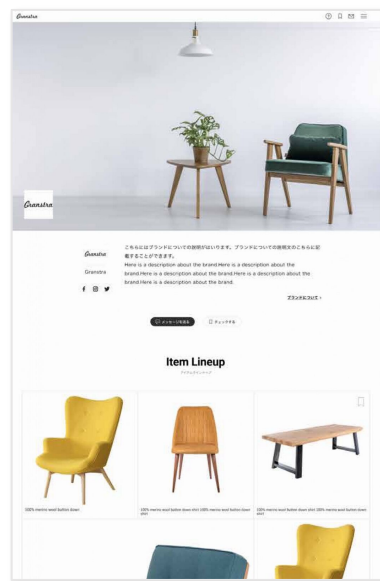 Granstra
Granstra
Granstra
こちらにはブランドについての説明がはいります。ブランドについての説明文のこちらに記
載することができます。
Here is a description about the brand.Here is a description about the
brand.Here is a description about the brand.Here is a description about the
brand.Here is a description about the brand.
Granstra
ブランドについて
メッセージを送る
チェックする
Item Lineup
アイテムラインナップ
100% merino wool button down
100% merino wool button down shirt 100% merino wool button down
shirt
100% merino wool button down shirt 100% merino wool button down